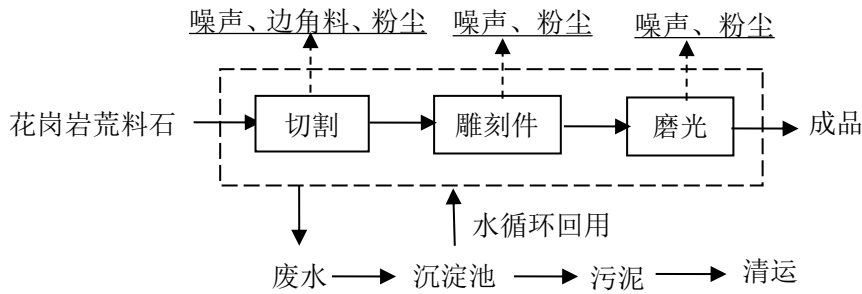 噪声、边角料、粉尘
噪声、粉尘
噪声、粉尘
花岗岩荒料石
切割
雕刻件
磨光
成品
水循环回用
废水
沉淀池
污泥
清运